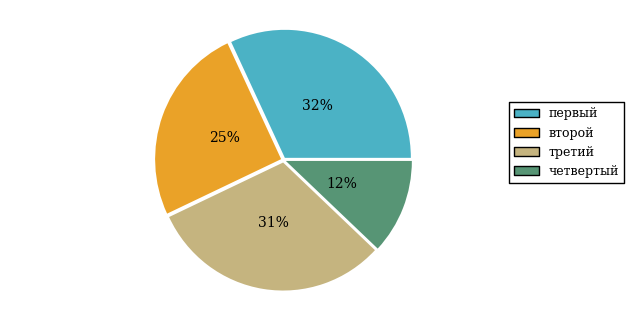 32%
25%
12%
31%
первый
второй
третий
четвертый